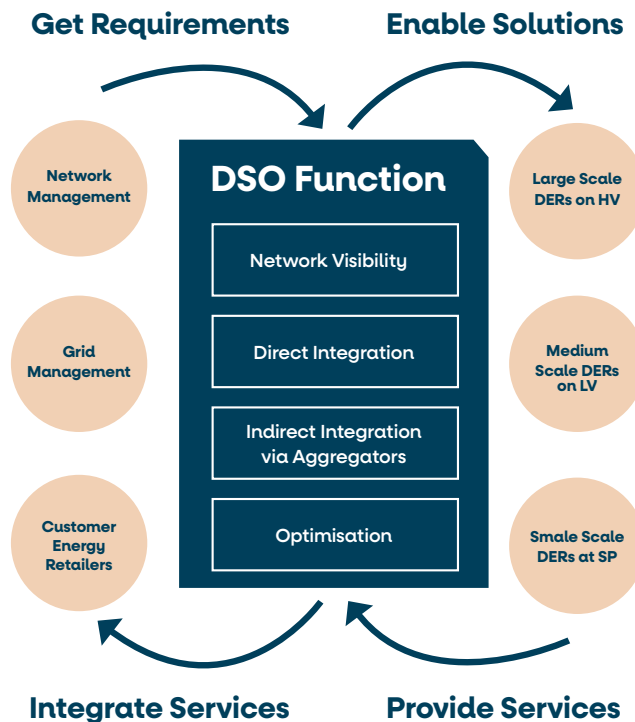 Get Requirements
Enable Solutions
Network
Management
Grid
Management
Customer
Energy
Retailers
DSO Function
Network Visibility
Direct Integration
Indirect Integration
via Aggregators
Optimisation
Large Scale
DERs on HV
Medium
Scale DERs
on LV
Smale Scale
DERs at SP
Integrate Services
Provide Services